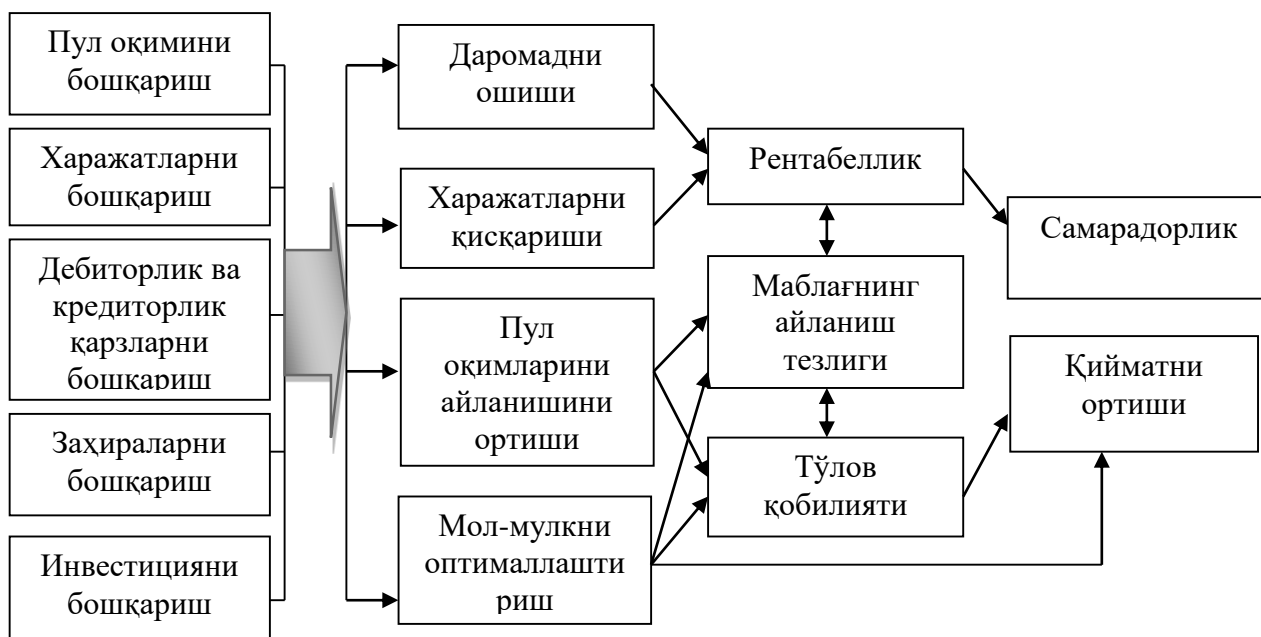 Пул оқимини
бошқариш
Харажатларни
бошқариш
Дебиторлик ва
кредиторлик
қарзларни
бошқариш
Заҳираларни
бошқариш
Инвестицияни
бошқариш
Даромадни
ошиши
Харажатларни
қисқариши
Пул
оқимларини
айланишини
ортиши
Мол-мулкни
оптималлашти
риш
Рентабеллик
Маблағнинг
айланиш
тезлиги
Тўлов
қобилияти
Самарадорлик
Қийматни
ортиши